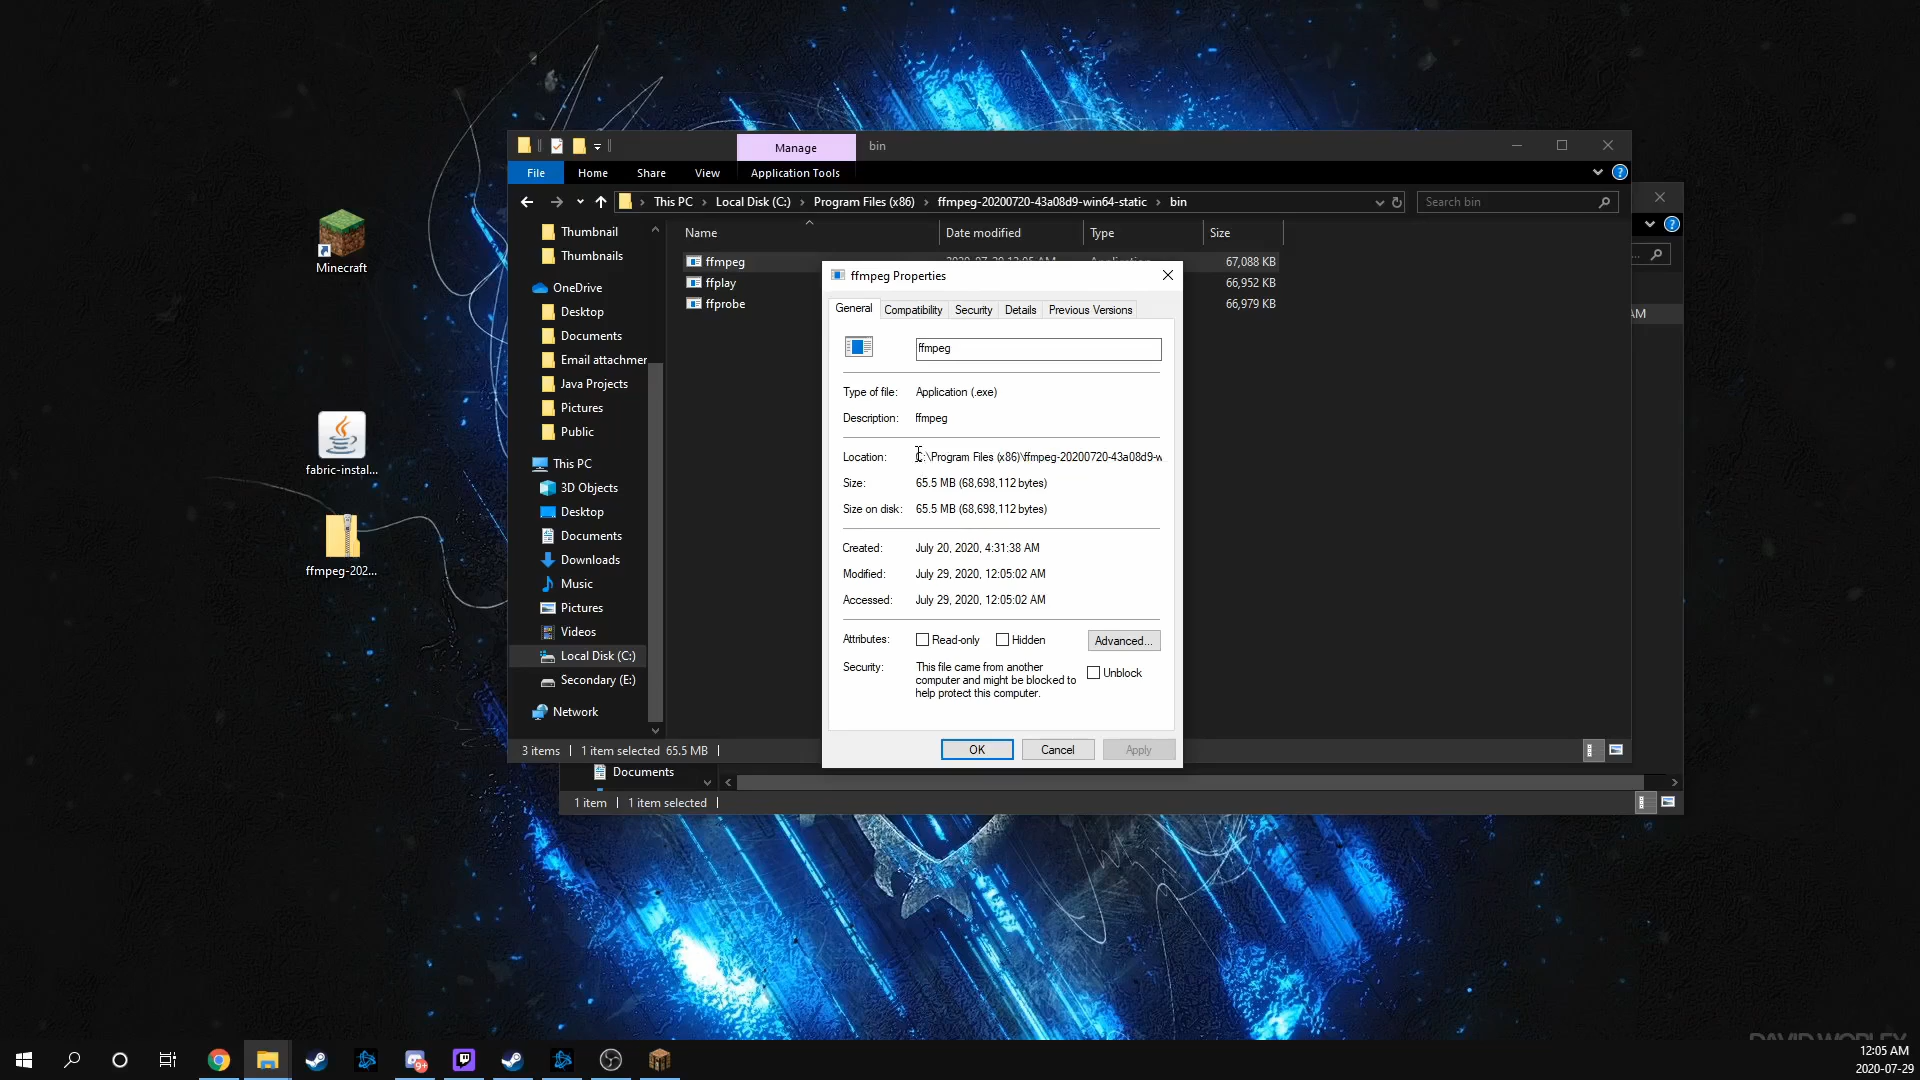 Minecraft
fabric-instal...
ffmpeg-202...
Manage
bin
File
Home
Share
View
Application Tools
This PC
Local Disk (C:)
Program Files (x86)
ffmpeg-20200720-43a08d9-win64-static
bin
Search bin
Thumbnail
Thumbnails
OneDrive
Desktop
Documents
Email attachmer
Java Projects
Pictures
Public
This PC
3D Objects
Desktop
Documents
Downloads
Music
Pictures
Videos
Local Disk (C:)
Secondary (E:)
Network
Name
Date modified
Type
Size
ffmpeg
67,088 KB
ffplay
66,952 KB
ffprobe
66,979 KB
AM
ffmpeg Properties
General
Compatibility
Security
Details
Previous Versions
ffmpeg
Type of file: Application (.exe)
Description: ffmpeg
Location: C:\Program Files (x86)\ffmpeg-20200720-43a08d9-w
Size: 65.5 MB (68,698,112 bytes)
Size on disk: 65.5 MB (68,698,112 bytes)
Created: July 20, 2020, 4:31:38 AM
Modified: July 29, 2020, 12:05:02 AM
Accessed: July 29, 2020, 12:05:02 AM
Attributes: Read-only Hidden Advanced...
Security: This file came from another
computer and might be blocked to
help protect this computer.
Unblock
OK
Cancel
Apply
3 items
1 item selected 65.5 MB
Documents
1 item
1 item selected
9+
12:05 AM
2020-07-29